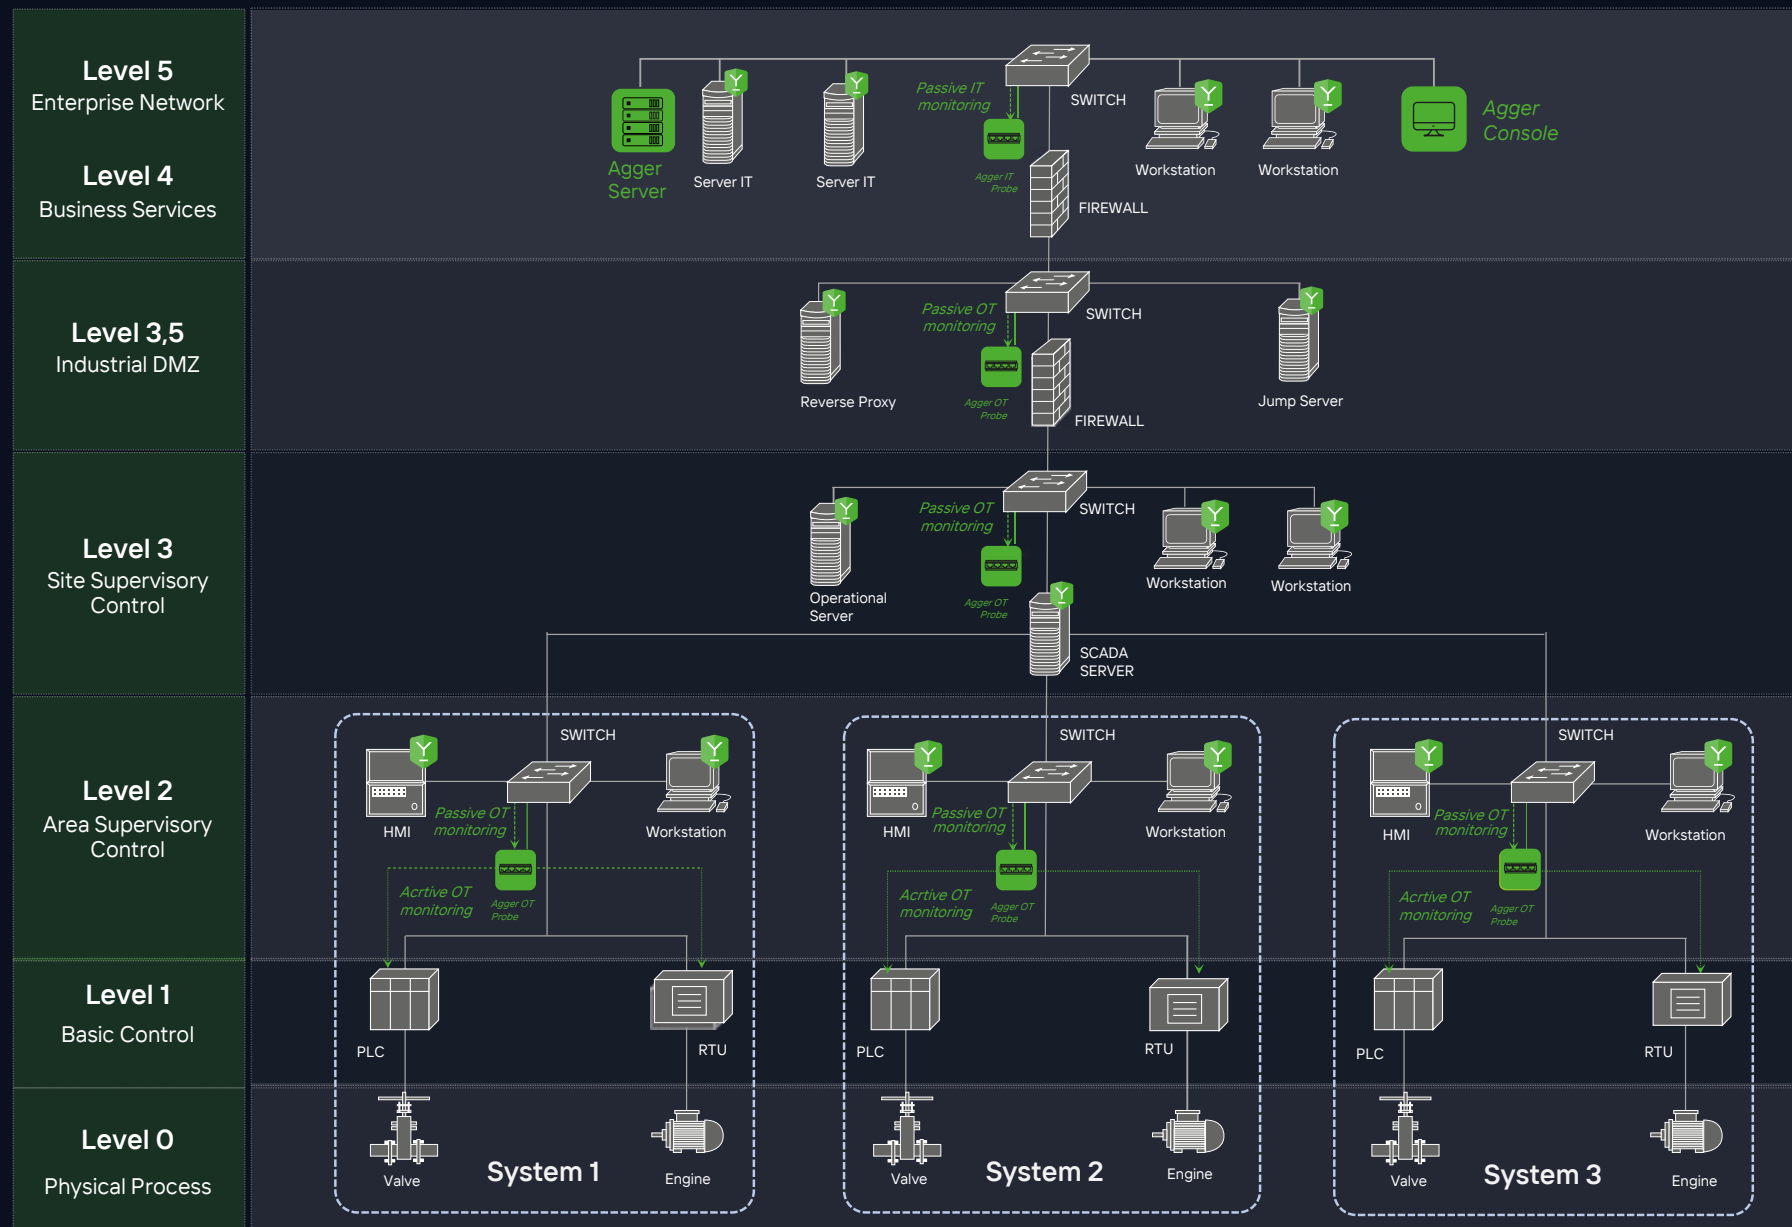 Level 5
Enterprise Network
Level 4
Business Services
SWITCH
Passive IT
monitoring
Agger
Server
Server IT
Server IT
Agger IT
Probe
FIREWALL
Workstation
Workstation
Agger
Console
Level 3,5
Industrial DMZ
SWITCH
Passive OT
monitoring
Reverse Proxy
Agger OT
Probe
FIREWALL
Jump Server
Level 3
Site Supervisory
Control
SWITCH
Passive OT
monitoring
Operational
Server
Agger OT
Probe
Workstation
Workstation
SCADA
SERVER
Level 2
Area Supervisory
Control
SWITCH
HMI
Passive OT
monitoring
Workstation
Acrtive OT
monitoring
Agger OT
Probe
SWITCH
HMI
Passive OT
monitoring
Workstation
Acrtive OT
monitoring
Agger OT
Probe
SWITCH
HMI
Passive OT
monitoring
Workstation
Acrtive OT
monitoring
Agger OT
Probe
Level 1
Basic Control
PLC
RTU
PLC
RTU
PLC
RTU
Level 0
Physical Process
Valve
System 1
Engine
Valve
System 2
Engine
Valve
System 3
Engine